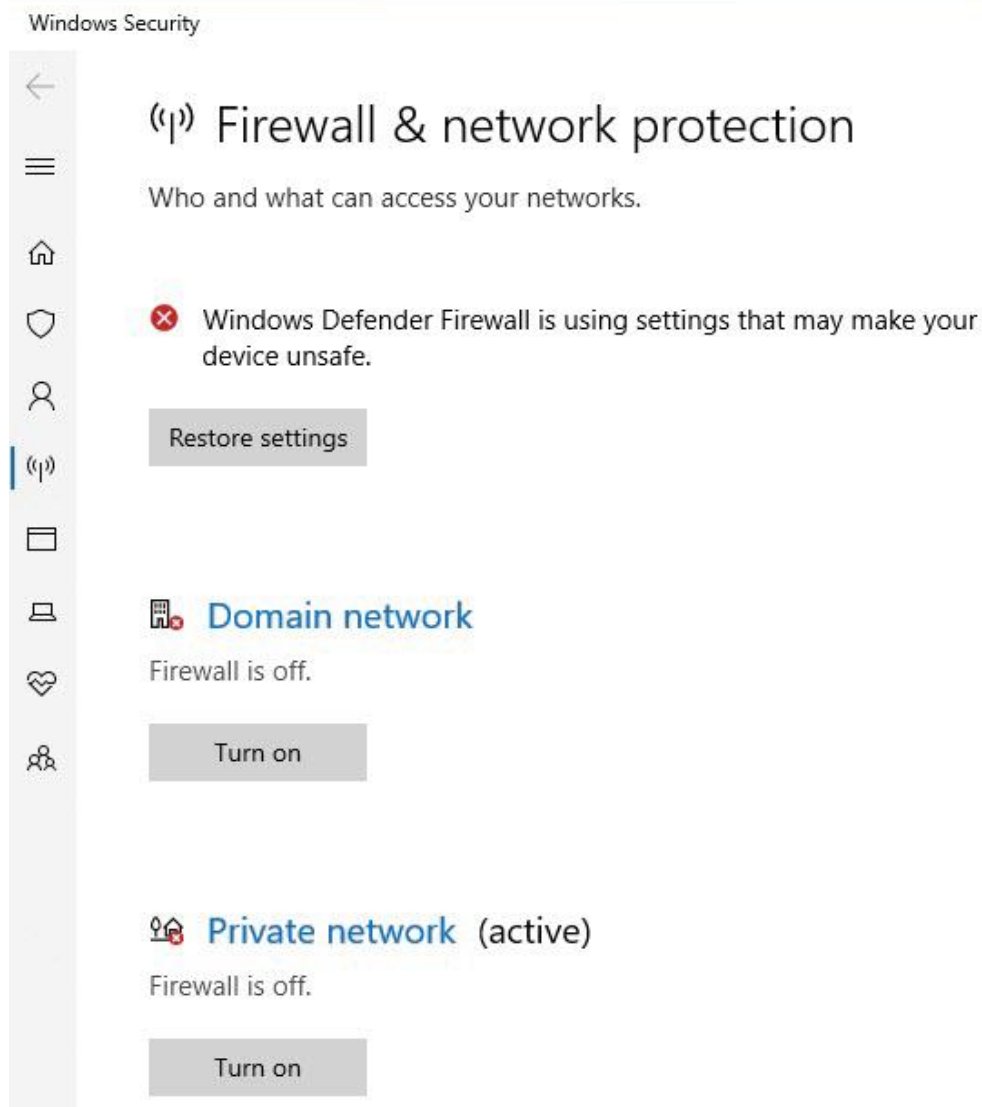 Windows Security
Firewall & network protection
Who and what can access your networks.
Windows Defender Firewall is using settings that may make your
device unsafe.
Restore settings
Domain network
Firewall is off.
Turn on
Private network (active)
Firewall is off.
Turn on